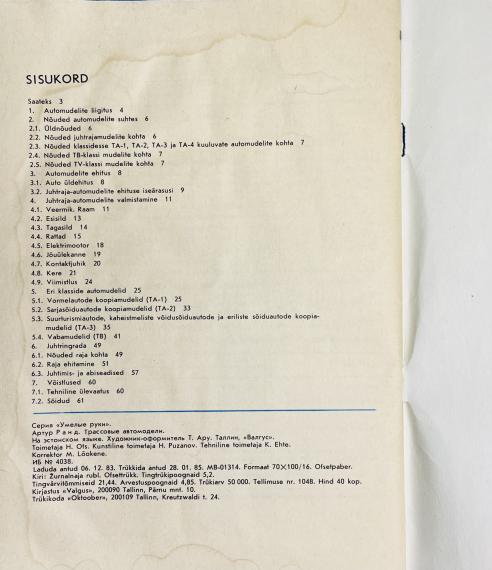 SISUKORD
Saateks 3
1. Automudelite liigitus 4
2. Nõuded automudelite suhtes 6
2.1. Üldnõuded 6
2.2. Nõuded juhtrajamudelite kohta 6
2.3. Nõuded klassidesse TA-1, TA-2, TA-3 ja TA-4 kuuluvate automudelite kohta 7
2.4. Nõuded TB-klassi mudelite kohta 7
2.5. Nõuded TV-klassi mudelite kohta 7
3. Automudelite ehitus 8
3.1. Auto üldehitus 8
3.2. Juhtraja-automudelite ehituse iseärasusi 9
4. Juhtraja-automudelite valmistamine 11
4.1. Veermik. Raam 11
4.2. Esisild 13
4.3. Tagasild 14
4.4. Rattad 15
4.5. Elektrimootor 18
4.6. Jõuülekanne 19
4.7. Kontaktjuhik 20
4.8. Kere 21
4.9. Viimistlus 24
5. Eri klasside automudelid 25
5.1. Vormelautode koopiamudelid (TA-1) 25
5.2. Sarjasõiduautode koopiamudelid (TA-2) 33
5.3. Suurturismiautode, kaheistmeliste võidusõiduautode ja eriliste sõiduautode koopia-
mudelid (TA-3) 35
5.4. Vabamudelid (TB) 41
6. Juhtringrada 49
6.1. Nõuded raja kohta 49
6.2. Raja ehitamine 51
6.3. Juhtimis- ja abiseadised 57
7. Võistlused 60
7.1. Tehniline ülevaatus 60
7.2. Sõidud 61
Серия «Умелые руки».
Артур Ранд. Трассовые автомодели.
На эстонском языке. Художник-оформитель Т. Ару. Таллин, «Валгус».
Toimetaja H. Ots. Kunstiline toimetaja H. Puzanov. Tehniline toimetaja K. Ehte.
Korrektor M. Lõokene.
ИБ № 4038.
Laduda antud 06. 12. 83. Trükkida antud 28. 01. 85. MB-01314. Formaat 70×100/16. Ofsetpaber.
Kiri: Žurnalnaja rubl. Ofsettrükk. Tingtrükipoognaid 5,2.
Tingvärvitõmmiseid 21,44. Arvestuspoognaid 4,85. Trükiarv 50 000. Tellimuse nr. 1048. Hind 40 kop.
Kirjastus «Valgus», 200090 Tallinn, Pärnu mnt. 10.
Trükikoda «Oktoober», 200109 Tallinn, Kreutzwaldi t. 24.